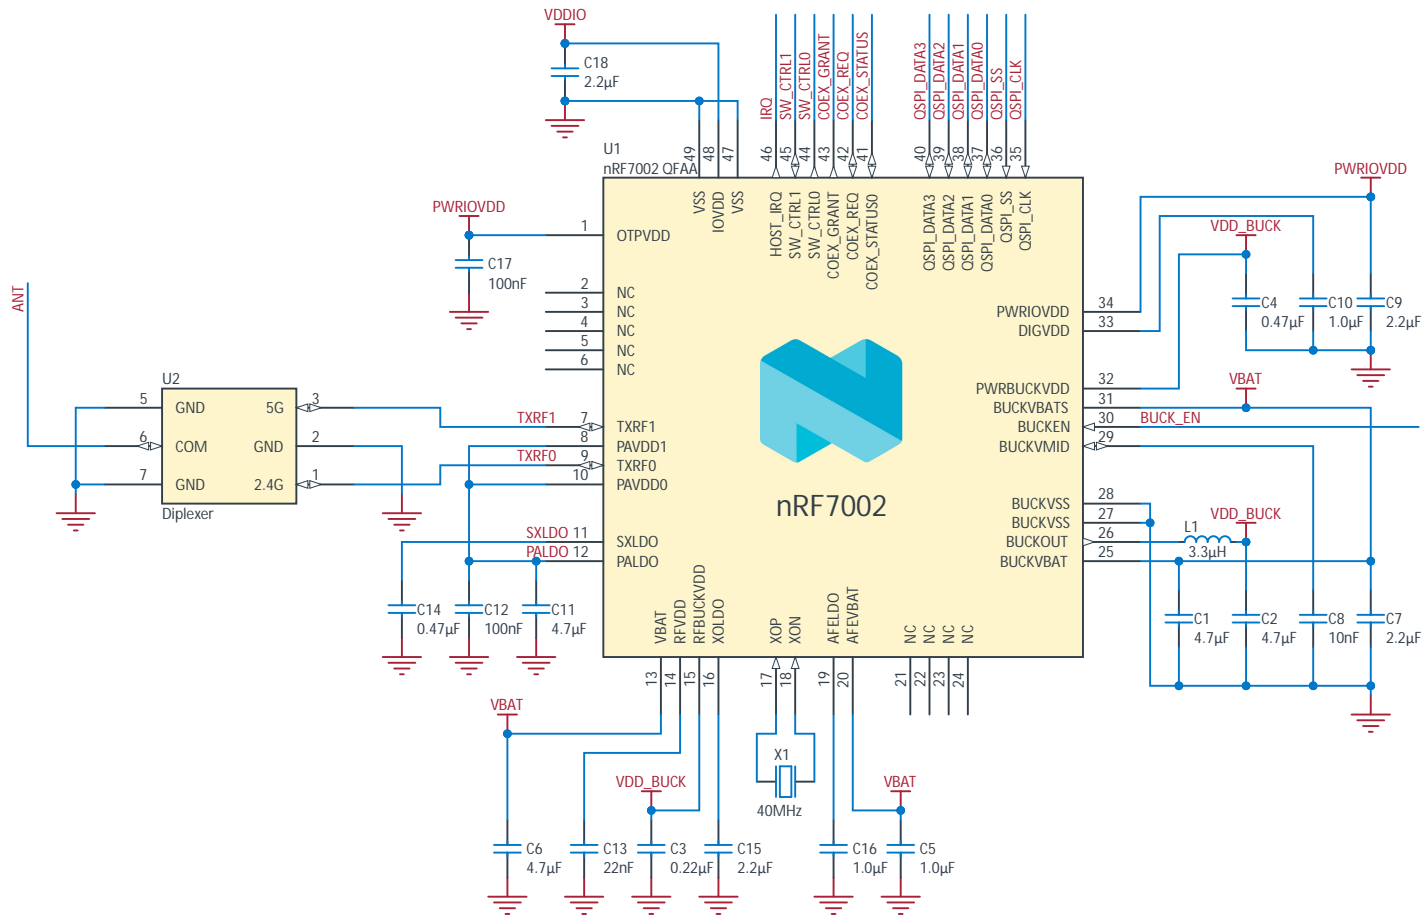 VDDIO
C18
2.2µF
IRQ
SW_CTRL1
SW_CTRL0
COEX_GRANT
COEX_REQ
COEX_STATUS
QSPI_DATA3
QSPI_DATA2
QSPI_DATA1
QSPI_DATA0
QSPI_SS
QSPI_CLK
49
48
47
46
45
44
43
42
41
40
39
38
37
36
35
U1
nRF7002 QFAA
VSS
IOVDD
VSS
HOST_IRQ
SW_CTRL1
SW_CTRL0
COEX_GRANT
COEX_REQ
COEX_STATUS0
QSPI_DATA3
QSPI_DATA2
QSPI_DATA1
QSPI_DATA0
QSPI_SS
QSPI_CLK
PWRIOVDD
1
OTPVDD
C17
100nF
2
NC
3
NC
4
NC
5
NC
6
NC
ANT
U2
5
GND
5G
3
6
COM
GND
2
7
GND
2.4G
1
Diplexer
TXRF1
7
TXRF1
8
PAVDD1
TXRF0
9
TXRF0
10
PAVDD0
SXLDO
11
SXLDO
PALDO
12
PALDO
C14
0.47µF
C12
100nF
C11
4.7µF
nRF7002
PWRIOVDD
VDD_BUCK
C4
0.47µF
C10
1.0µF
C9
2.2µF
PWRIOVDD
34
DIGVDD
33
PWRBUCKVDD
32
VBAT
BUCKVBATS
31
BUCKEN
30
BUCK_EN
BUCKVMID
29
BUCKVSS
28
BUCKVSS
27
BUCKOUT
26
BUCKVBAT
25
L1
3.3µH
VDD_BUCK
C1
4.7µF
C2
4.7µF
C8
10nF
C7
2.2µF
VBAT
RFVDD
RFBUCKVDD
XOLDO
XOP
XON
AFELDO
AFEVBAT
NC
NC
NC
NC
13
14
15
16
17
18
19
20
21
22
23
24
VBAT
C6
4.7µF
C13
22nF
VDD_BUCK
C3
0.22µF
C15
2.2µF
X1
40MHz
C16
1.0µF
VBAT
C5
1.0µF